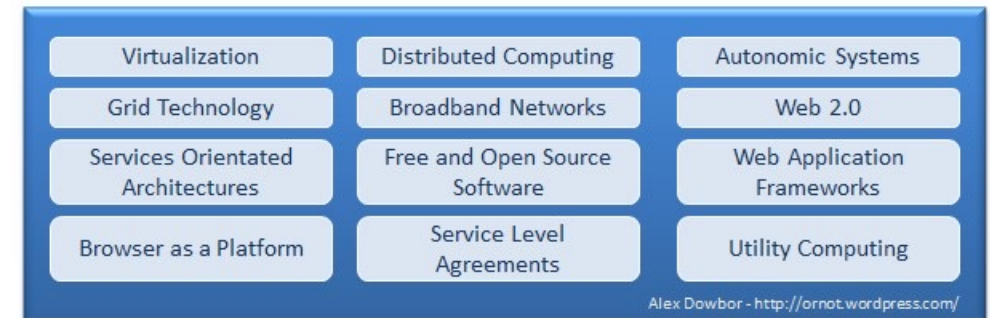 Virtualization
Distributed Computing
Autonomic Systems
Grid Technology
Broadband Networks
Web 2.0
Services Orientated
Architectures
Free and Open Source
Software
Web Application
Frameworks
Browser as a Platform
Service Level
Agreements
Utility Computing
Alex Dowbor - http://ornot.wordpress.com/